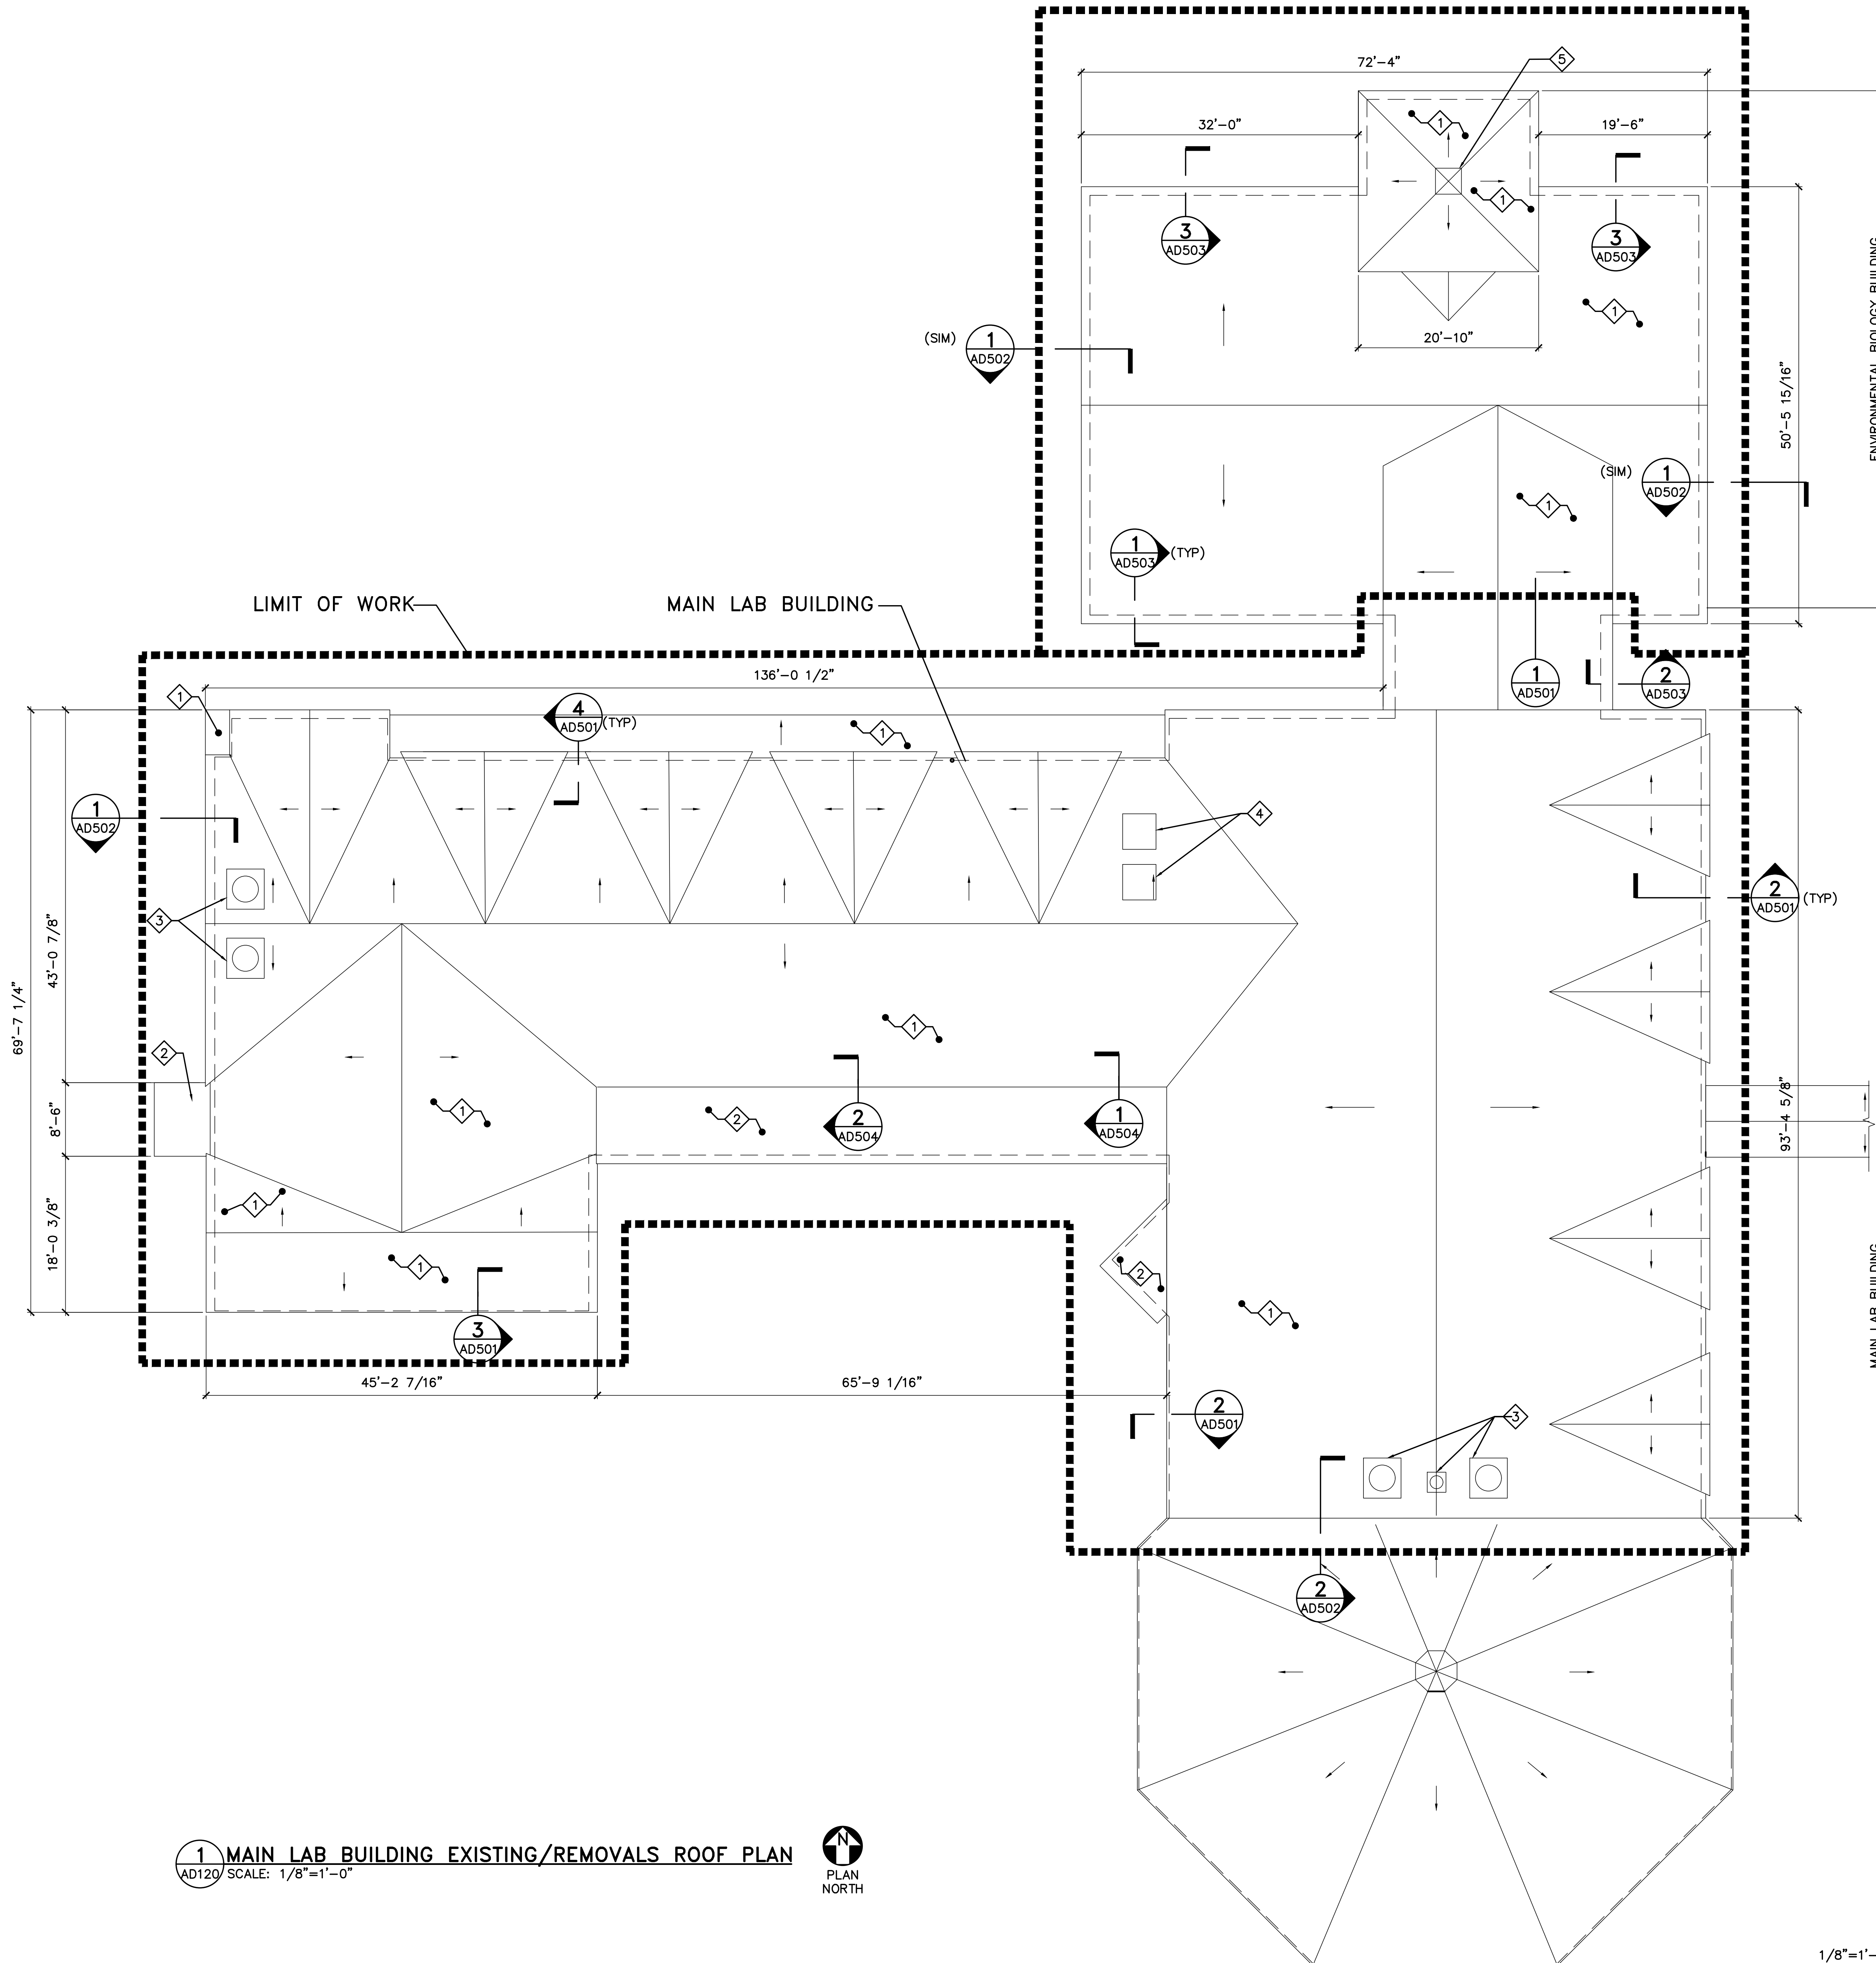 72'-4"
5
32'-0"
1
19'-6"
1
3
AD503
3
AD503
1
(SIM)
1
AD502
20'-10"
50'-5 15/16"
ENVIRONMENTAL BIOLOGY BUILDING
(SIM)
1
AD502
1
1
AD503
(TYP)
LIMIT OF WORK
MAIN LAB BUILDING
136'-0 1/2"
1
AD501
2
AD503
1
4
AD501
(TYP)
1
1
AD502
4
2
AD501
(TYP)
3
43'-0 7/8"
69'-7 1/4"
1
2
1
2
2
AD504
1
AD504
8'-6"
93'-4 5/8"
1
18'-0 3/8"
1
2
1
MAIN LAB BUILDING
3
AD501
45'-2 7/16"
65'-9 1/16"
2
AD501
3
2
AD502
1
AD120
MAIN LAB BUILDING EXISTING/REMOVALS ROOF PLAN
SCALE: 1/8"=1'-0"
N
PLAN
NORTH
1/8"=1'-